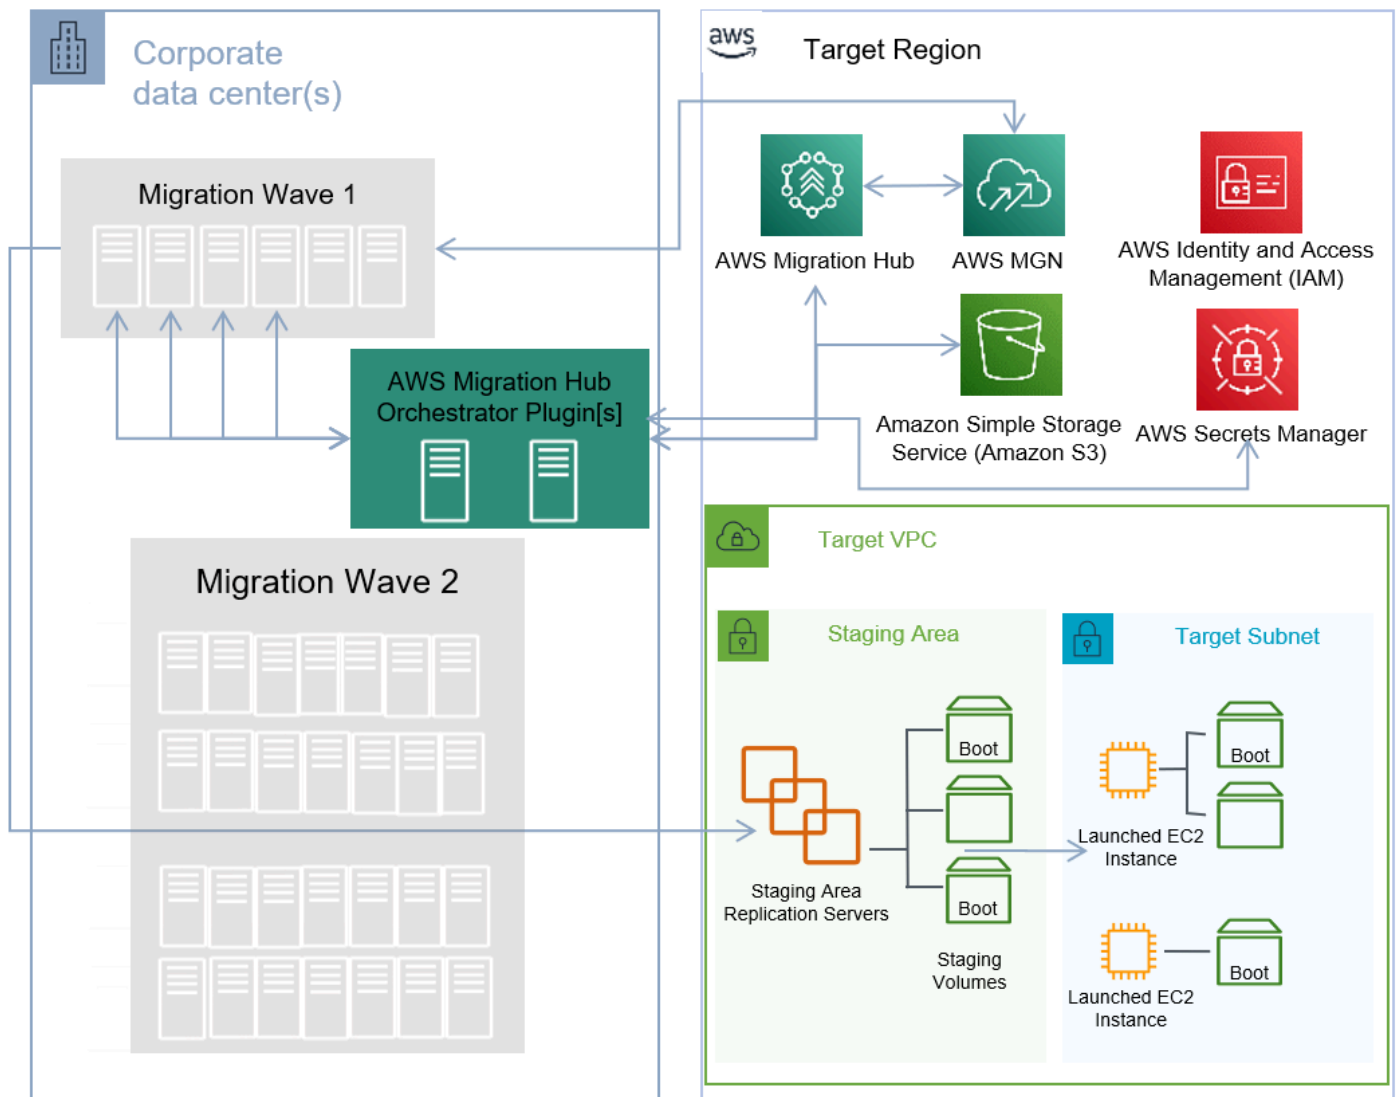 Corporate
data center(s)
Migration Wave 1
AWS Migration Hub
Orchestrator Plugin[s]
Migration Wave 2
aws
Target Region
AWS Migration Hub
AWS MGN
AWS Identity and Access
Management (IAM)
Amazon Simple Storage
Service (Amazon S3)
AWS Secrets Manager
Target VPC
Staging Area
Boot
Boot
Staging Area
Replication Servers
Staging
Volumes
Target Subnet
Boot
Launched EC2
Instance
Boot
Launched EC2
Instance